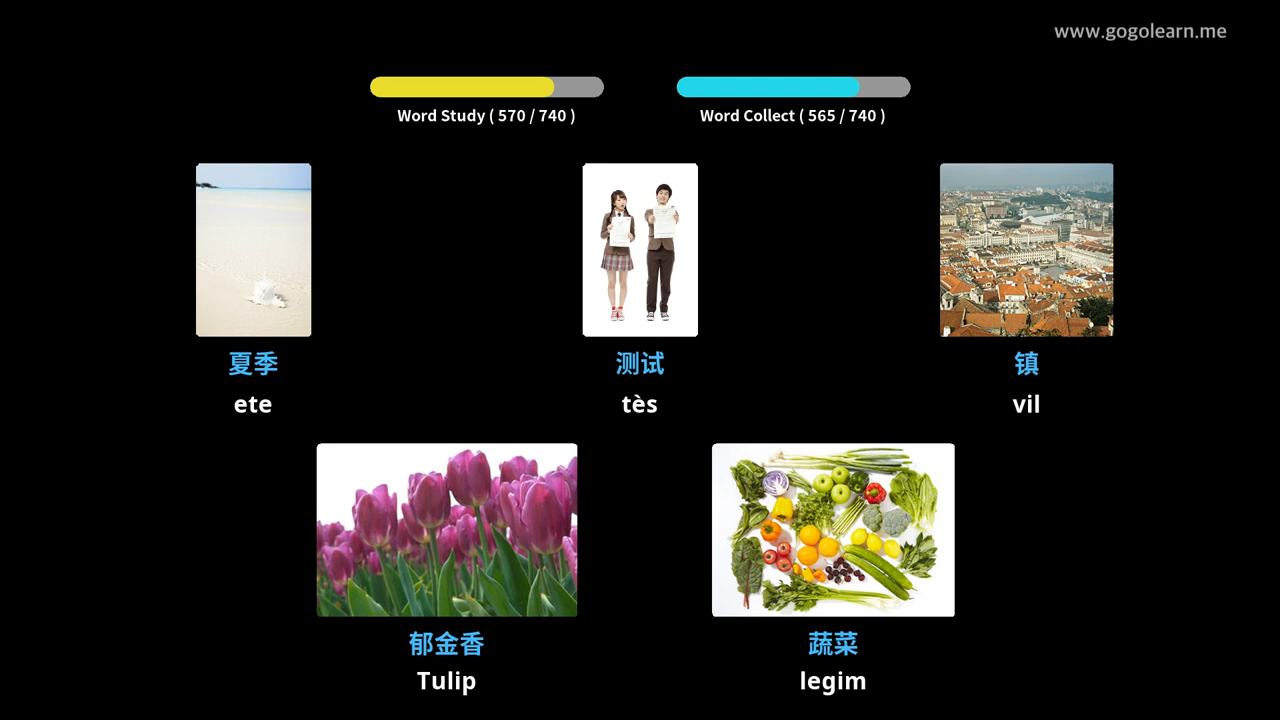 www.gogolearn.me
Word Study ( 570 / 740 )
Word Collect ( 565 / 740 )
夏季
ete
测试
tès
镇
vil
郁金香
Tulip
蔬菜
legim